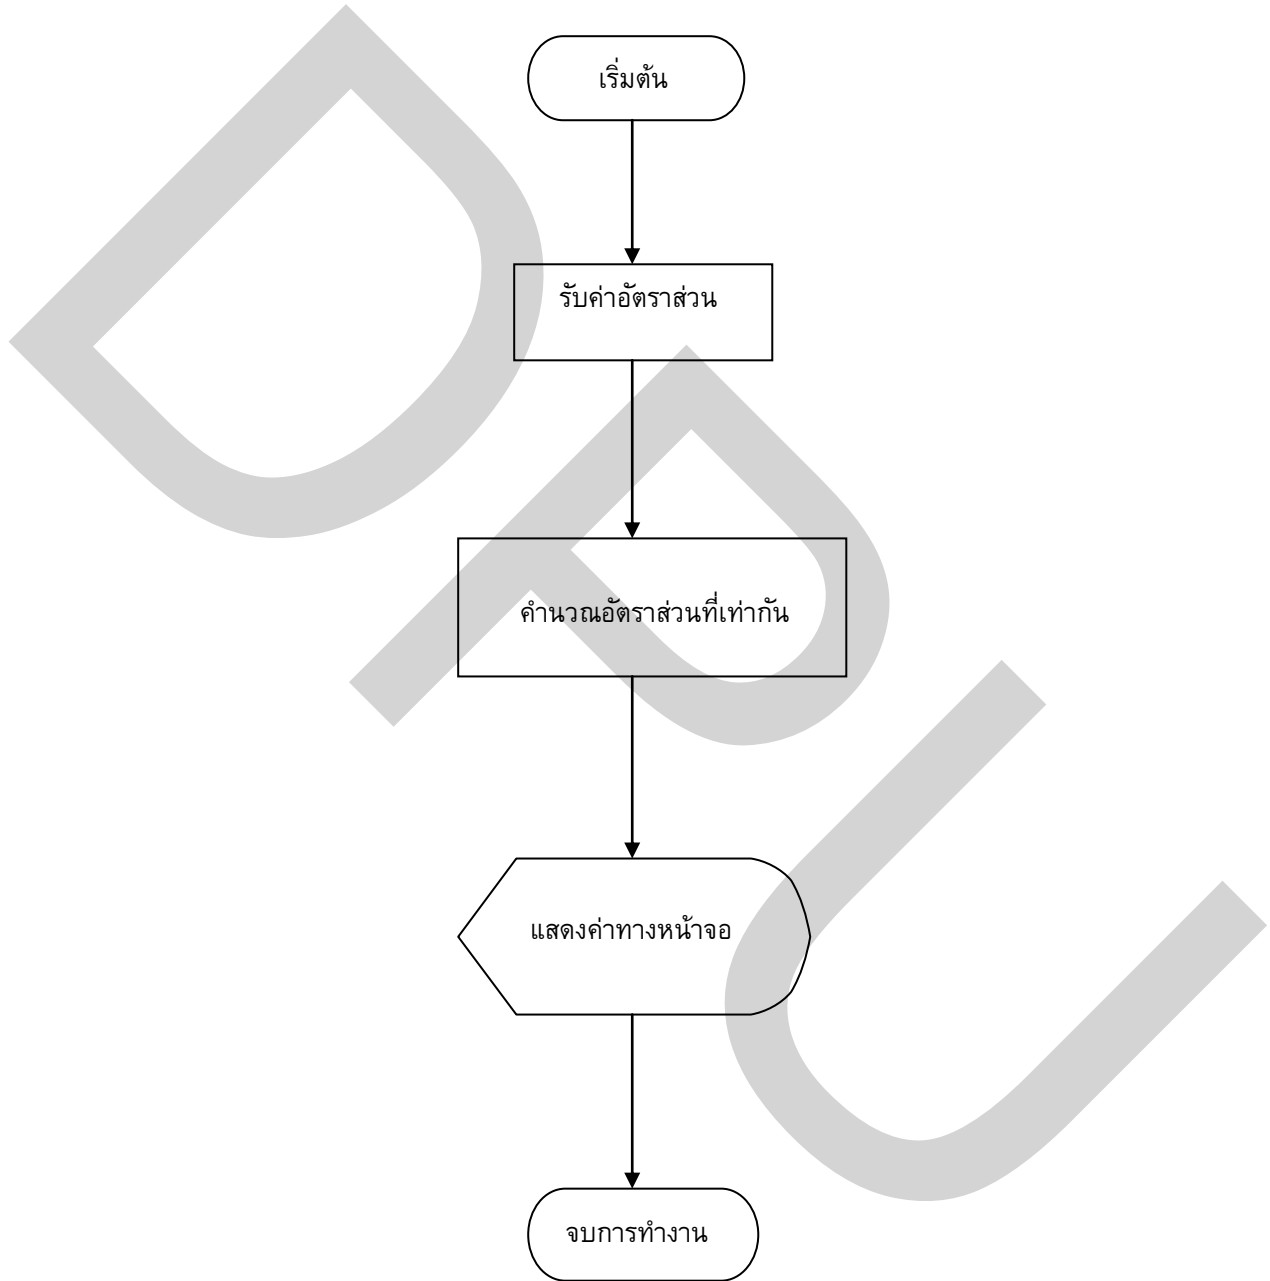 เริ่มต้น
รับค่าอัตราส่วน
คำนวณอัตราส่วนที่เท่ากัน
แสดงค่าทางหน้าจอ
จบการทำงาน
DPU